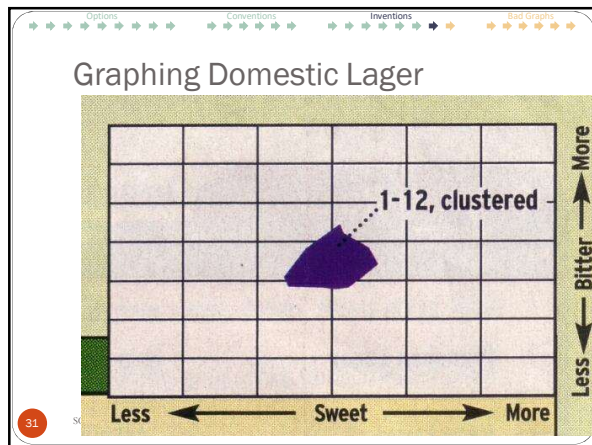 Options Conventions Inventions Bad Graphs
Graphing Domestic Lager
1-12, clustered
Less Bitter More
Less Sweet More
31